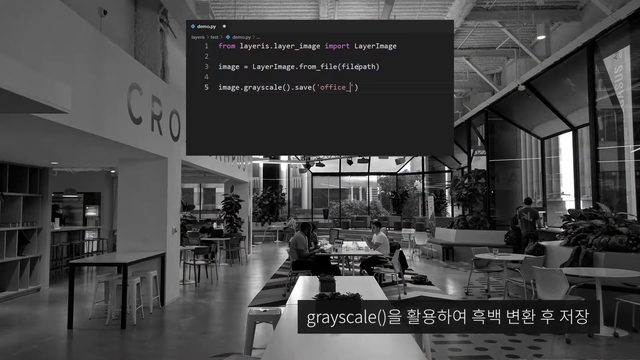 demo.py
layeris > test > demo.py > ...
1 from layeris.layer_image import LayerImage
2
3 image = LayerImage.from_file(filepath)
4
5 image.grayscale().save('office_')
CRO
grayscale()을 활용하여 흑백 변환 후 저장